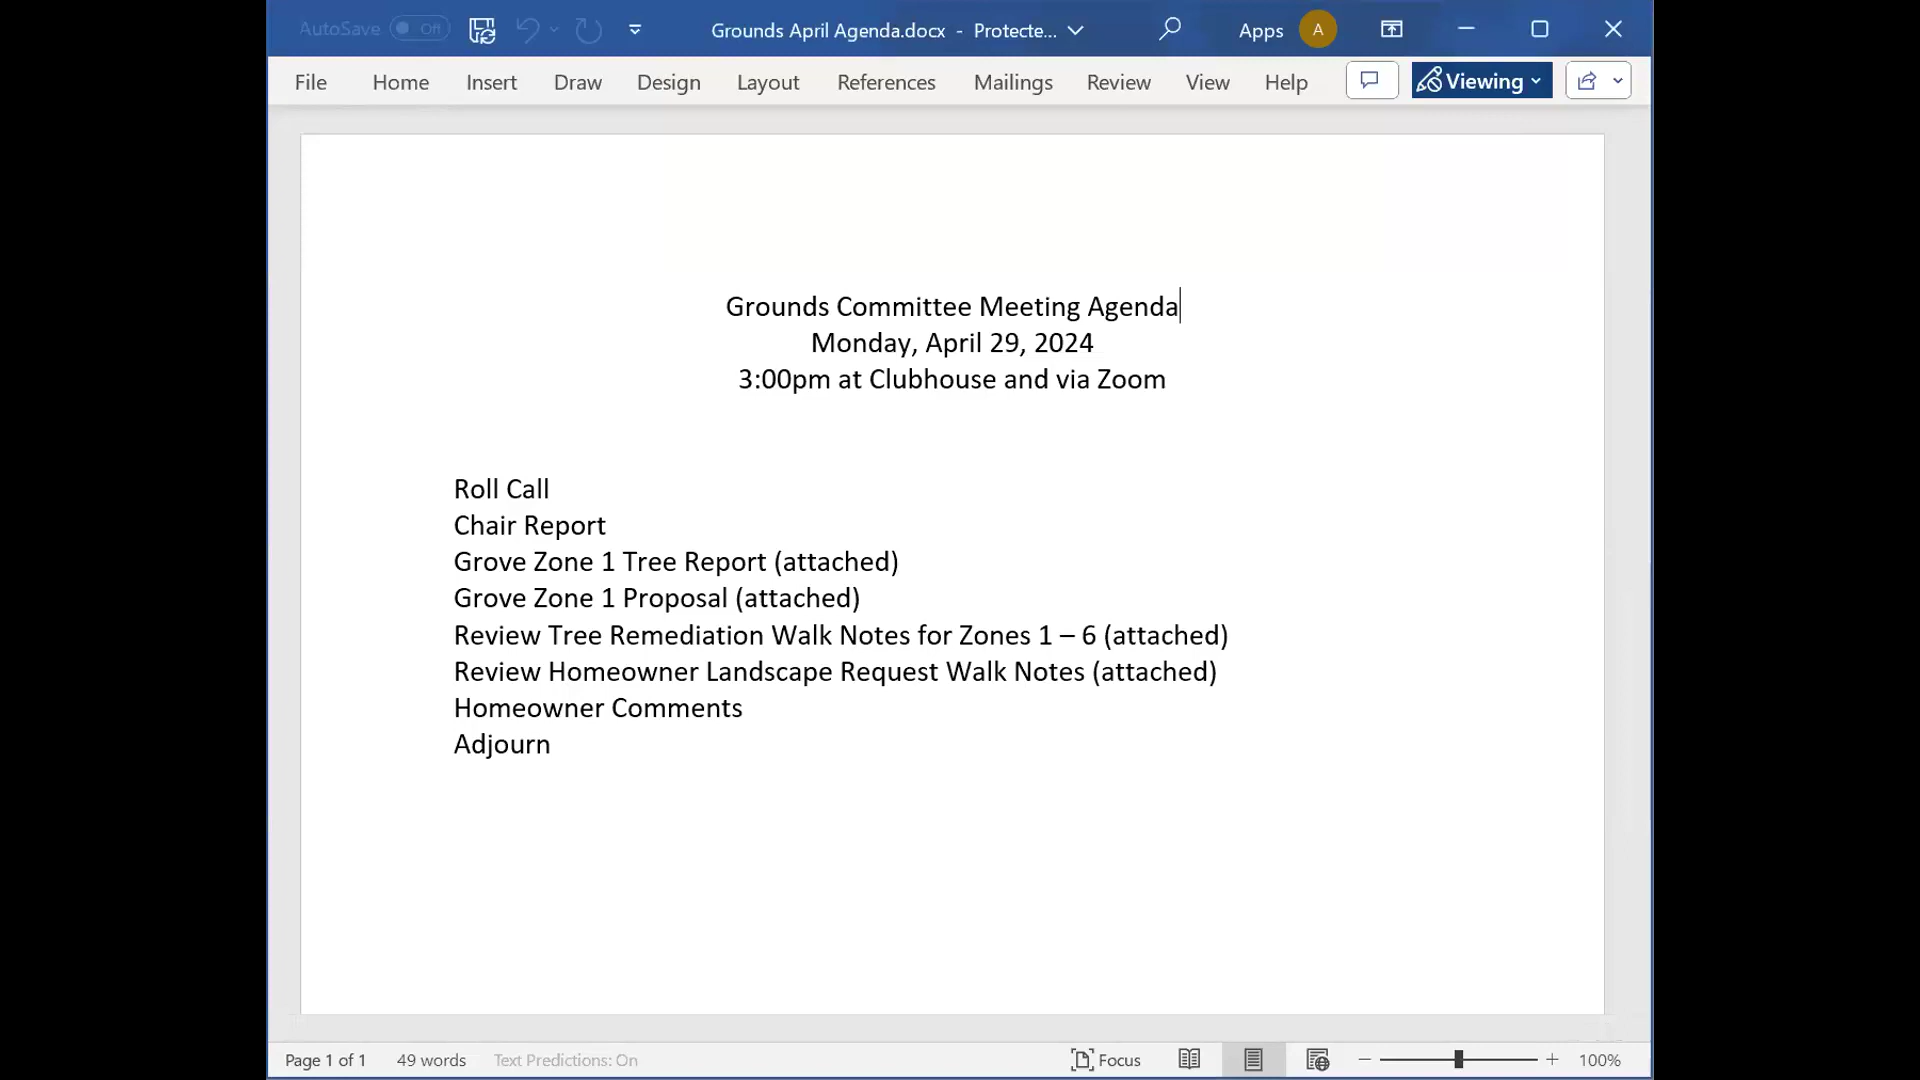 AutoSave Off
Grounds April Agenda.docx - Protecte...
Apps A
File Home Insert Draw Design Layout References Mailings Review View Help Viewing
Grounds Committee Meeting Agenda
Monday, April 29, 2024
3:00pm at Clubhouse and via Zoom
Roll Call
Chair Report
Grove Zone 1 Tree Report (attached)
Grove Zone 1 Proposal (attached)
Review Tree Remediation Walk Notes for Zones 1 – 6 (attached)
Review Homeowner Landscape Request Walk Notes (attached)
Homeowner Comments
Adjourn
Page 1 of 1 49 words Text Predictions: On Focus 100%